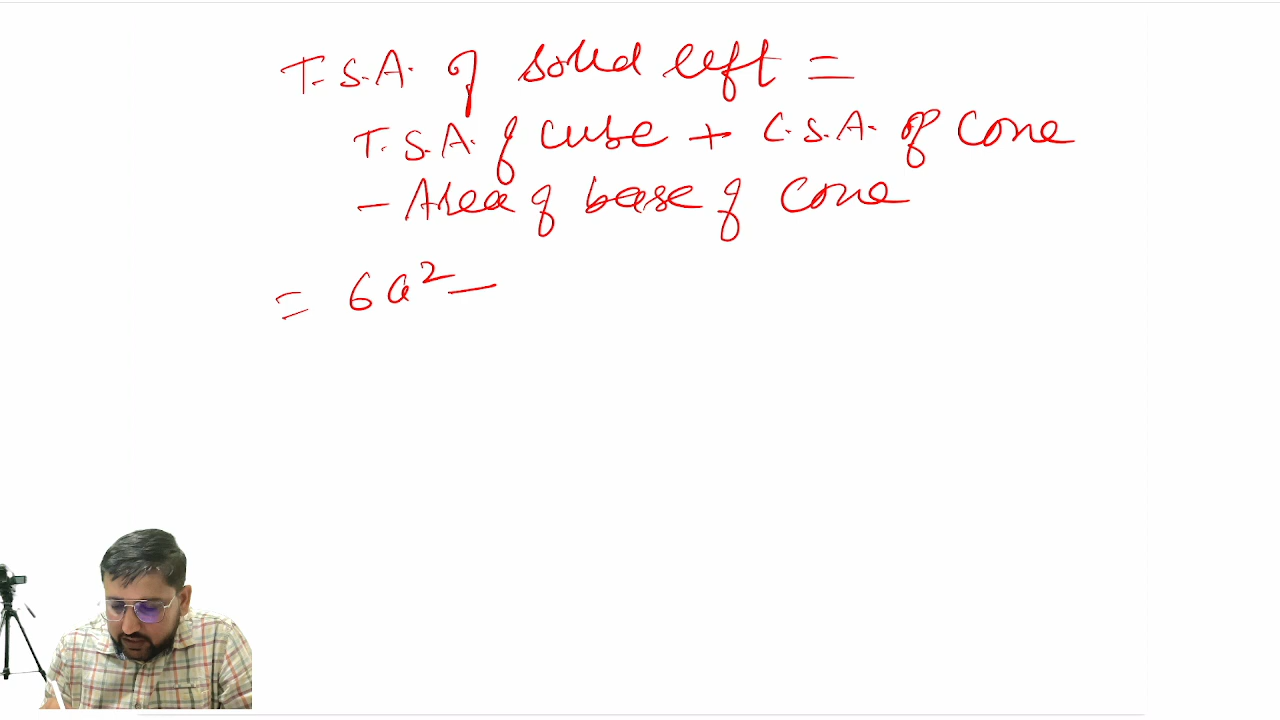 T.S.A. of solid left =
T.S.A. of cube + C.S.A. of cone
- Area of base of cone
= 6a² -